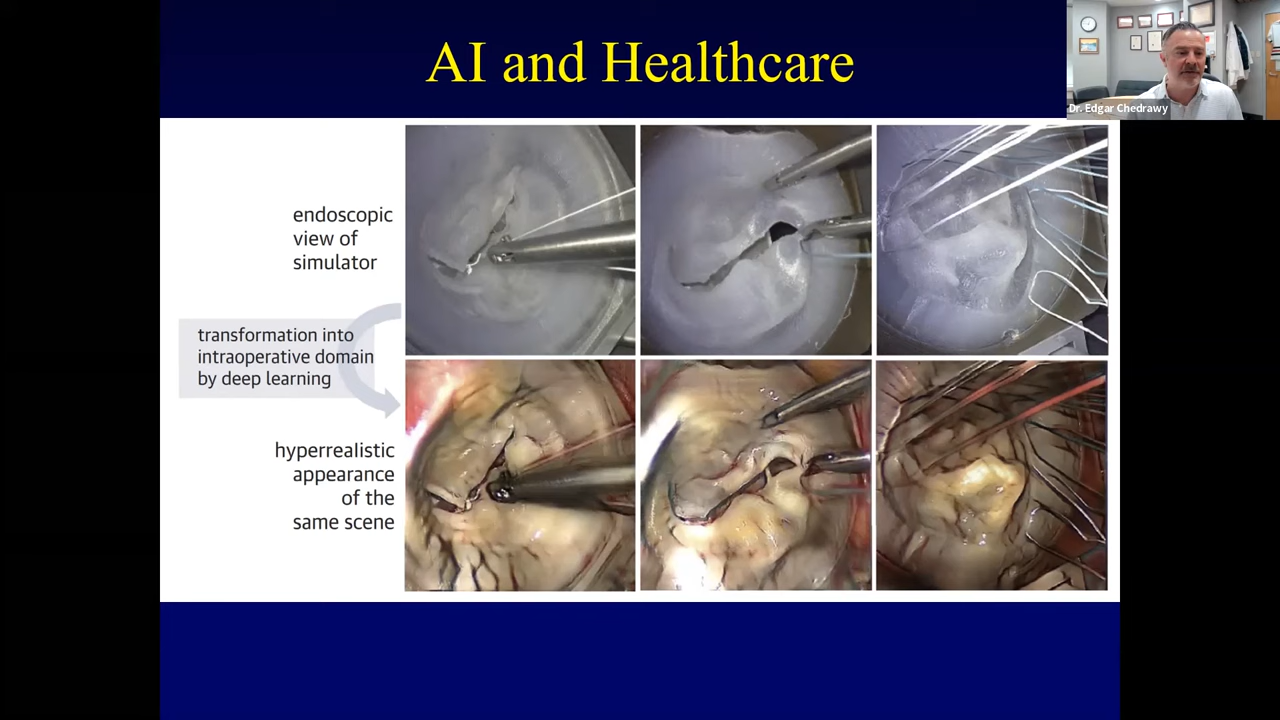 AI and Healthcare
Dr. Edgar Chedrawy
endoscopic
view of
simulator
transformation into
intraoperative domain
by deep learning
hyperrealistic
appearance
of the
same scene